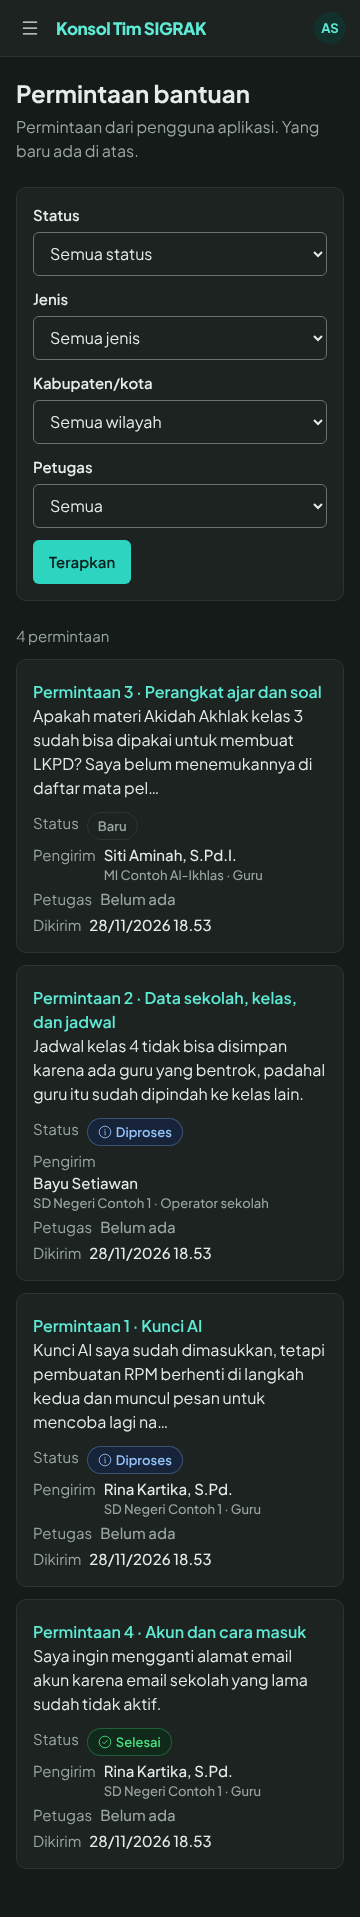 Konsol Tim SIGRAK
AS
Permintaan bantuan
Permintaan dari pengguna aplikasi. Yang
baru ada di atas.
Status
Semua status
Jenis
Semua jenis
Kabupaten/kota
Semua wilayah
Petugas
Semua
Terapkan
4 permintaan
Permintaan 3 · Perangkat ajar dan soal
Apakah materi Akidah Akhlak kelas 3
sudah bisa dipakai untuk membuat
LKPD? Saya belum menemukannya di
daftar mata pel…
Status Baru
Pengirim Siti Aminah, S.Pd.I.
MI Contoh Al-Ikhlas · Guru
Petugas Belum ada
Dikirim 28/11/2026 18.53
Permintaan 2 · Data sekolah, kelas,
dan jadwal
Jadwal kelas 4 tidak bisa disimpan
karena ada guru yang bentrok, padahal
guru itu sudah dipindah ke kelas lain.
Status Diproses
Pengirim
Bayu Setiawan
SD Negeri Contoh 1 · Operator sekolah
Petugas Belum ada
Dikirim 28/11/2026 18.53
Permintaan 1 · Kunci AI
Kunci AI saya sudah dimasukkan, tetapi
pembuatan RPM berhenti di langkah
kedua dan muncul pesan untuk
mencoba lagi na…
Status Diproses
Pengirim Rina Kartika, S.Pd.
SD Negeri Contoh 1 · Guru
Petugas Belum ada
Dikirim 28/11/2026 18.53
Permintaan 4 · Akun dan cara masuk
Saya ingin mengganti alamat email
akun karena email sekolah yang lama
sudah tidak aktif.
Status Selesai
Pengirim Rina Kartika, S.Pd.
SD Negeri Contoh 1 · Guru
Petugas Belum ada
Dikirim 28/11/2026 18.53